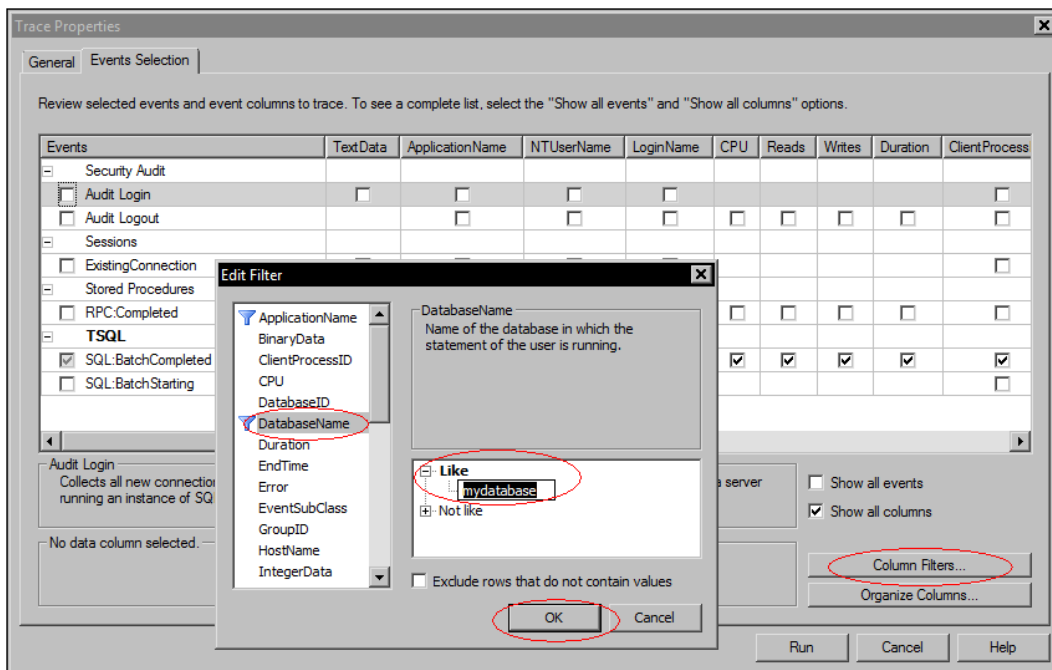 Trace Properties
General
Events Selection
Review selected events and event columns to trace. To see a complete list, select the "Show all events" and "Show all columns" options.
Events TextData ApplicationName NTUserName LoginName CPU Reads Writes Duration ClientProcess
Security Audit
Audit Login
Audit Logout
Sessions
ExistingConnection
Stored Procedures
RPC:Completed
TSQL
SQL:BatchCompleted
SQL:BatchStarting
Edit Filter
ApplicationName
BinaryData
ClientProcessID
CPU
DatabaseID
DatabaseName
Duration
EndTime
Error
EventSubClass
GroupID
HostName
IntegerData
DatabaseName
Name of the database in which the
statement of the user is running.
Like
mydatabase
Not like
Exclude rows that do not contain values
OK
Cancel
Audit Login
Collects all new connection
running an instance of SQ
a server
No data column selected.
Show all events
Show all columns
Column Filters...
Organize Columns...
Run
Cancel
Help